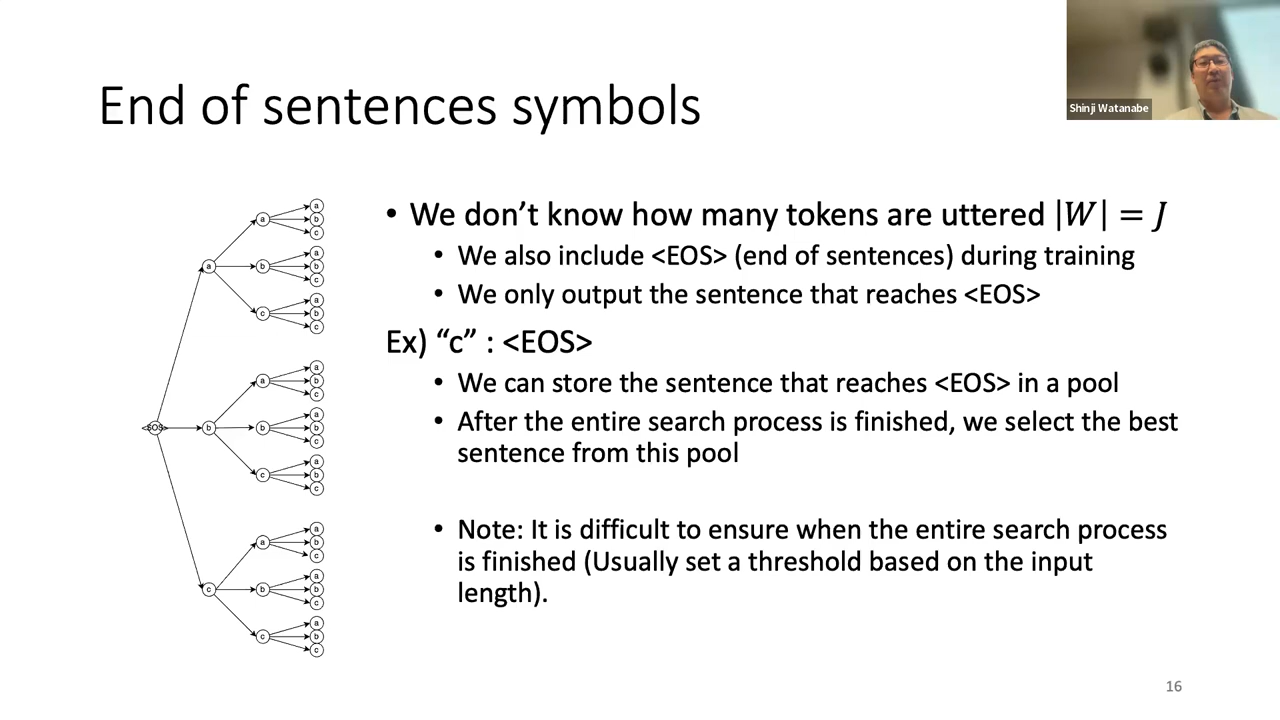 Shinji Watanabe
End of sentences symbols
• We don't know how many tokens are uttered |W| = J
• We also include <EOS> (end of sentences) during training
• We only output the sentence that reaches <EOS>
Ex) “c” : <EOS>
• We can store the sentence that reaches <EOS> in a pool
• After the entire search process is finished, we select the best
sentence from this pool
• Note: It is difficult to ensure when the entire search process
is finished (Usually set a threshold based on the input
length).
<SOS>
a
b
c
a
b
c
a
b
c
a
b
c
a
b
c
a
b
c
a
b
c
a
b
c
a
b
c
a
b
c
a
b
c
a
b
c
a
b
c
16